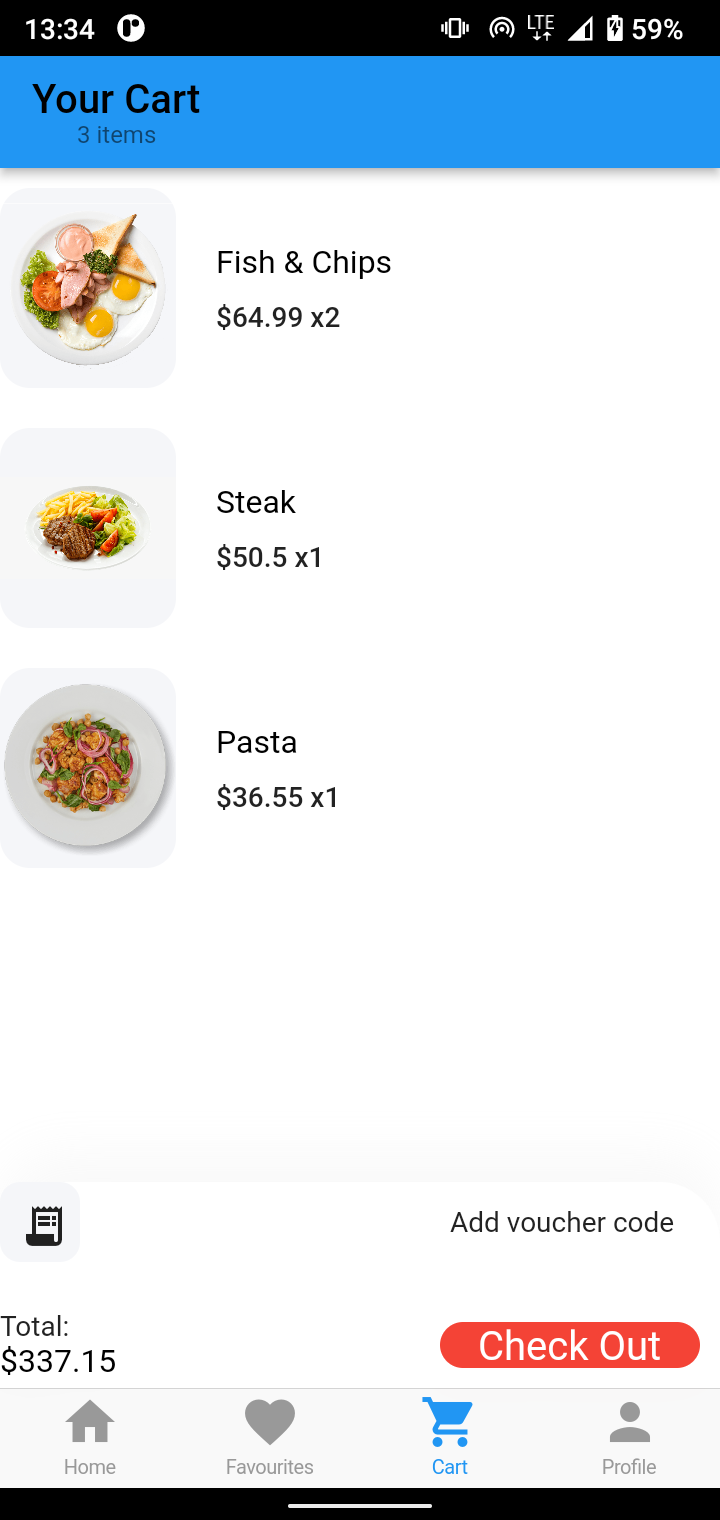 13:34 LTE 59%
Your Cart
3 items
Fish & Chips
$64.99 x2
Steak
$50.5 x1
Pasta
$36.55 x1
Add voucher code
Total:
$337.15
Check Out
Home Favourites Cart Profile